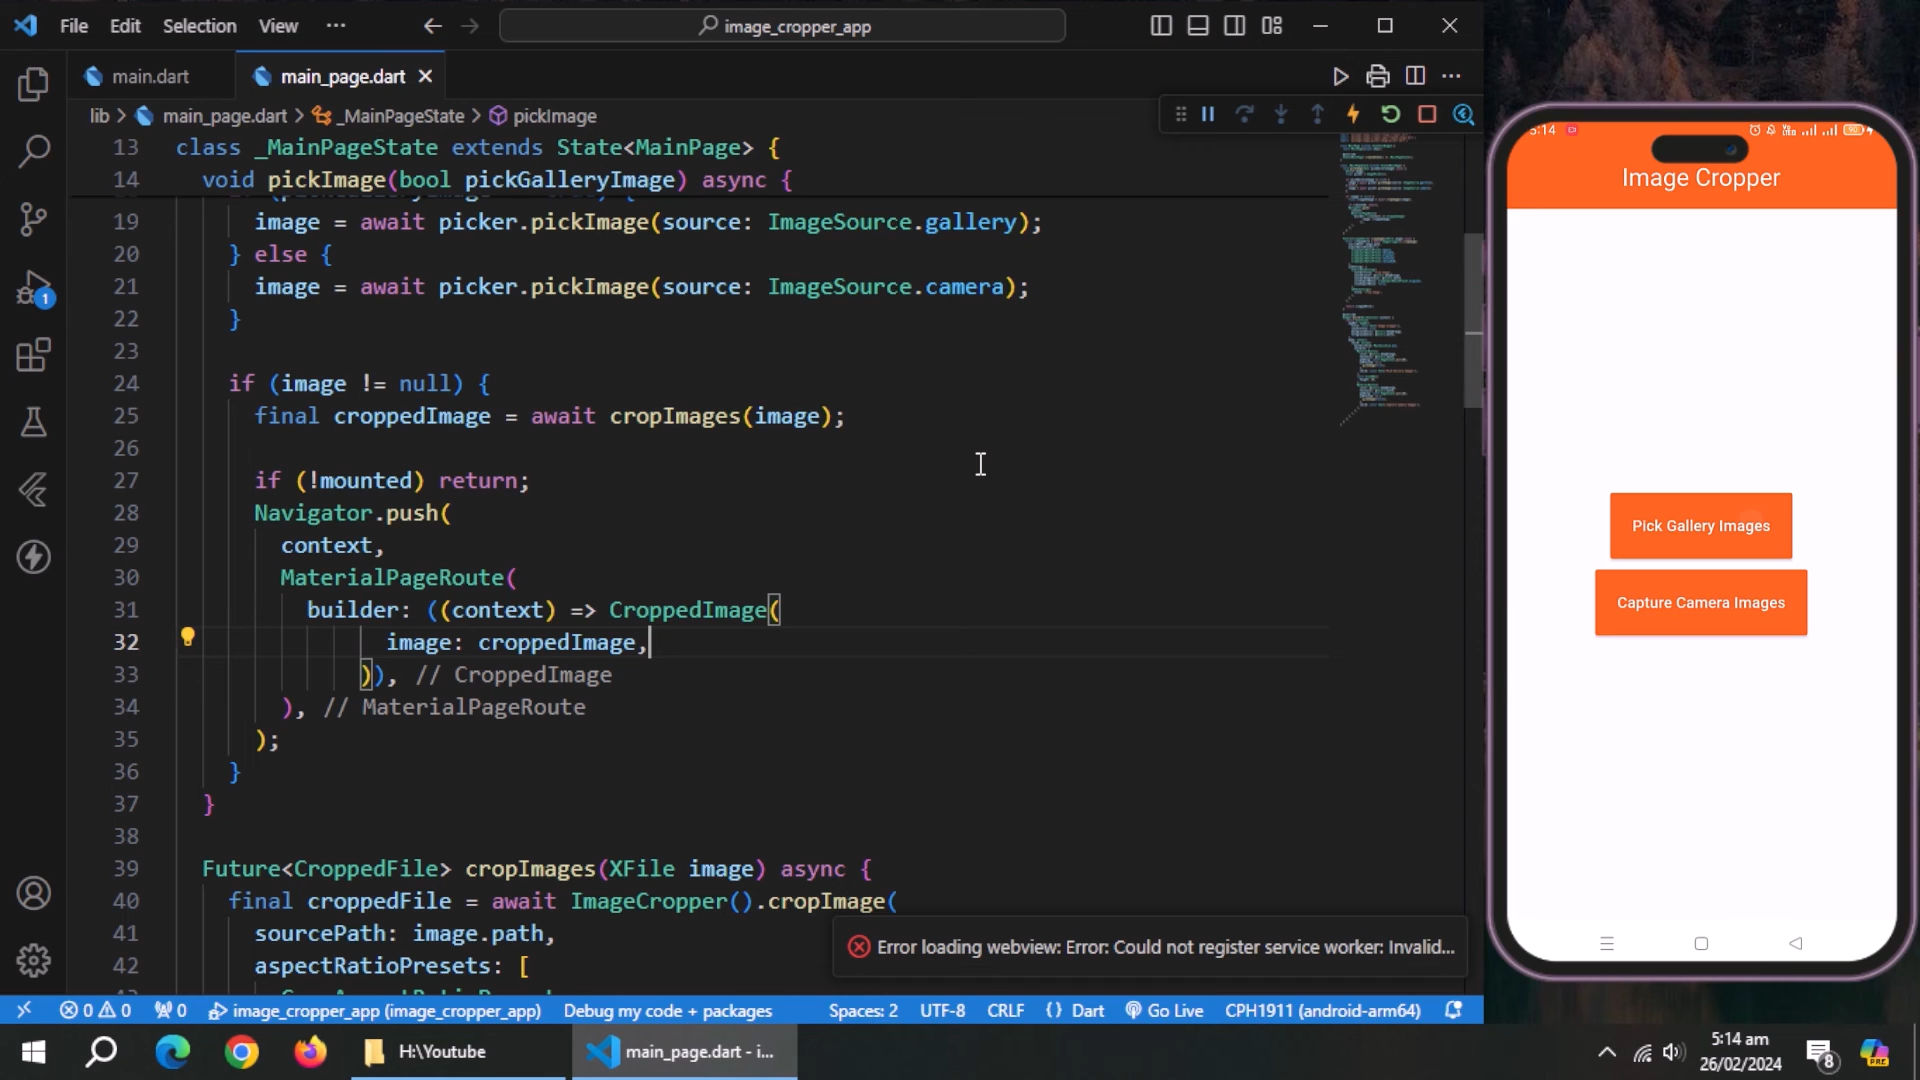 File Edit Selection View ···
image_cropper_app
main.dart
main_page.dart
lib > main_page.dart > _MainPageState > pickImage
13 class _MainPageState extends State<MainPage> {
14 void pickImage(bool pickGalleryImage) async {
19 image = await picker.pickImage(source: ImageSource.gallery);
20 } else {
21 image = await picker.pickImage(source: ImageSource.camera);
22 }
23
24 if (image != null) {
25 final croppedImage = await cropImages(image);
26
27 if (!mounted) return;
28 Navigator.push(
29 context,
30 MaterialPageRoute(
31 builder: ((context) => CroppedImage(
32 image: croppedImage,
33 )), // CroppedImage
34 ), // MaterialPageRoute
35 );
36 }
37 }
38
39 Future<CroppedFile> cropImages(XFile image) async {
40 final croppedFile = await ImageCropper().cropImage(
41 sourcePath: image.path,
42 aspectRatioPresets: [
Error loading webview: Error: Could not register service worker: Invalid...
1
0 0 0 image_cropper_app (image_cropper_app) Debug my code + packages Spaces: 2 UTF-8 CRLF {} Dart Go Live CPH1911 (android-arm64)
H:\Youtube
main_page.dart - i...
5:14 am
26/02/2024
8
PRE
5:14
Image Cropper
Pick Gallery Images
Capture Camera Images